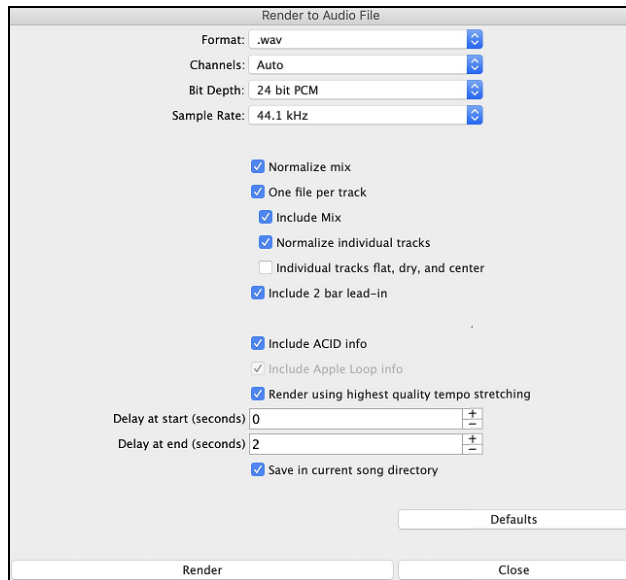 Render to Audio File
Format: .wav
Channels: Auto
Bit Depth: 24 bit PCM
Sample Rate: 44.1 kHz
Normalize mix
One file per track
Include Mix
Normalize individual tracks
Individual tracks flat, dry, and center
Include 2 bar lead-in
Include ACID info
Include Apple Loop info
Render using highest quality tempo stretching
Delay at start (seconds) 0
Delay at end (seconds) 2
Save in current song directory
Defaults
Render Close